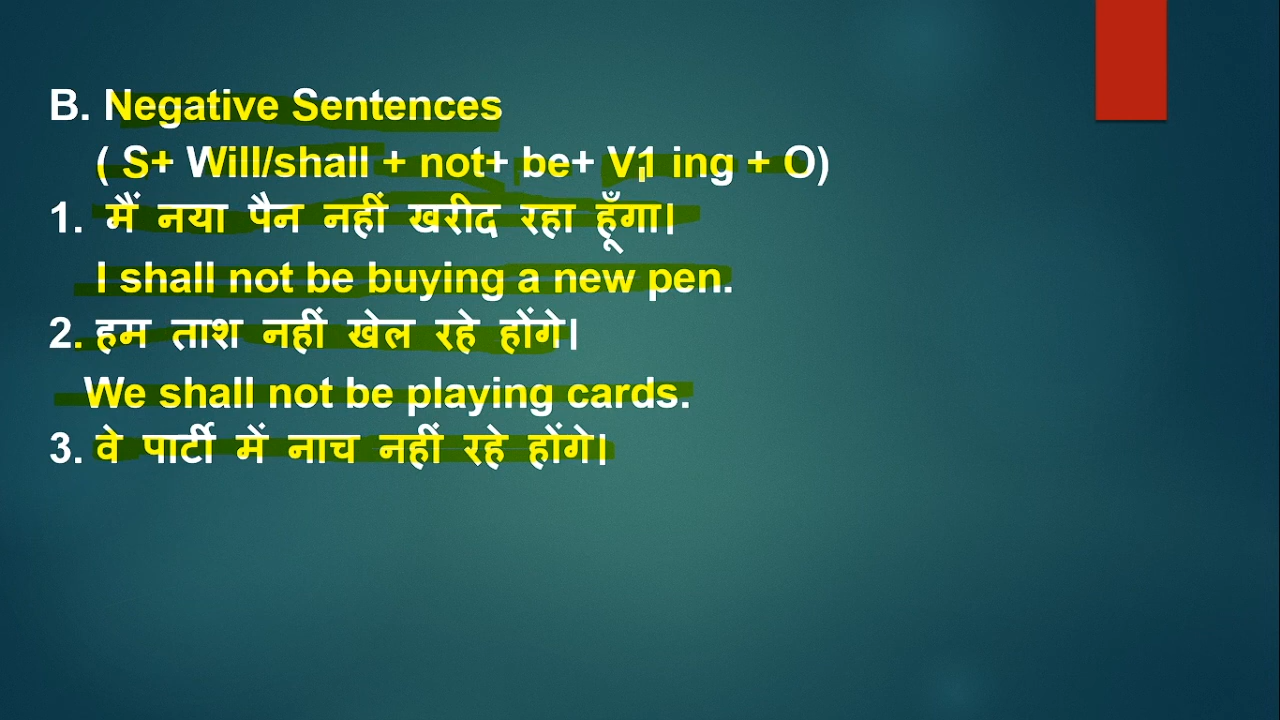 B. Negative Sentences
( S+ Will/shall + not+ be+ V1 ing + O)
1. मैं नया पैन नहीं खरीद रहा हूँगा।
I shall not be buying a new pen.
2. हम ताश नहीं खेल रहे होंगे।
We shall not be playing cards.
3. वे पार्टी में नाच नहीं रहे होंगे।